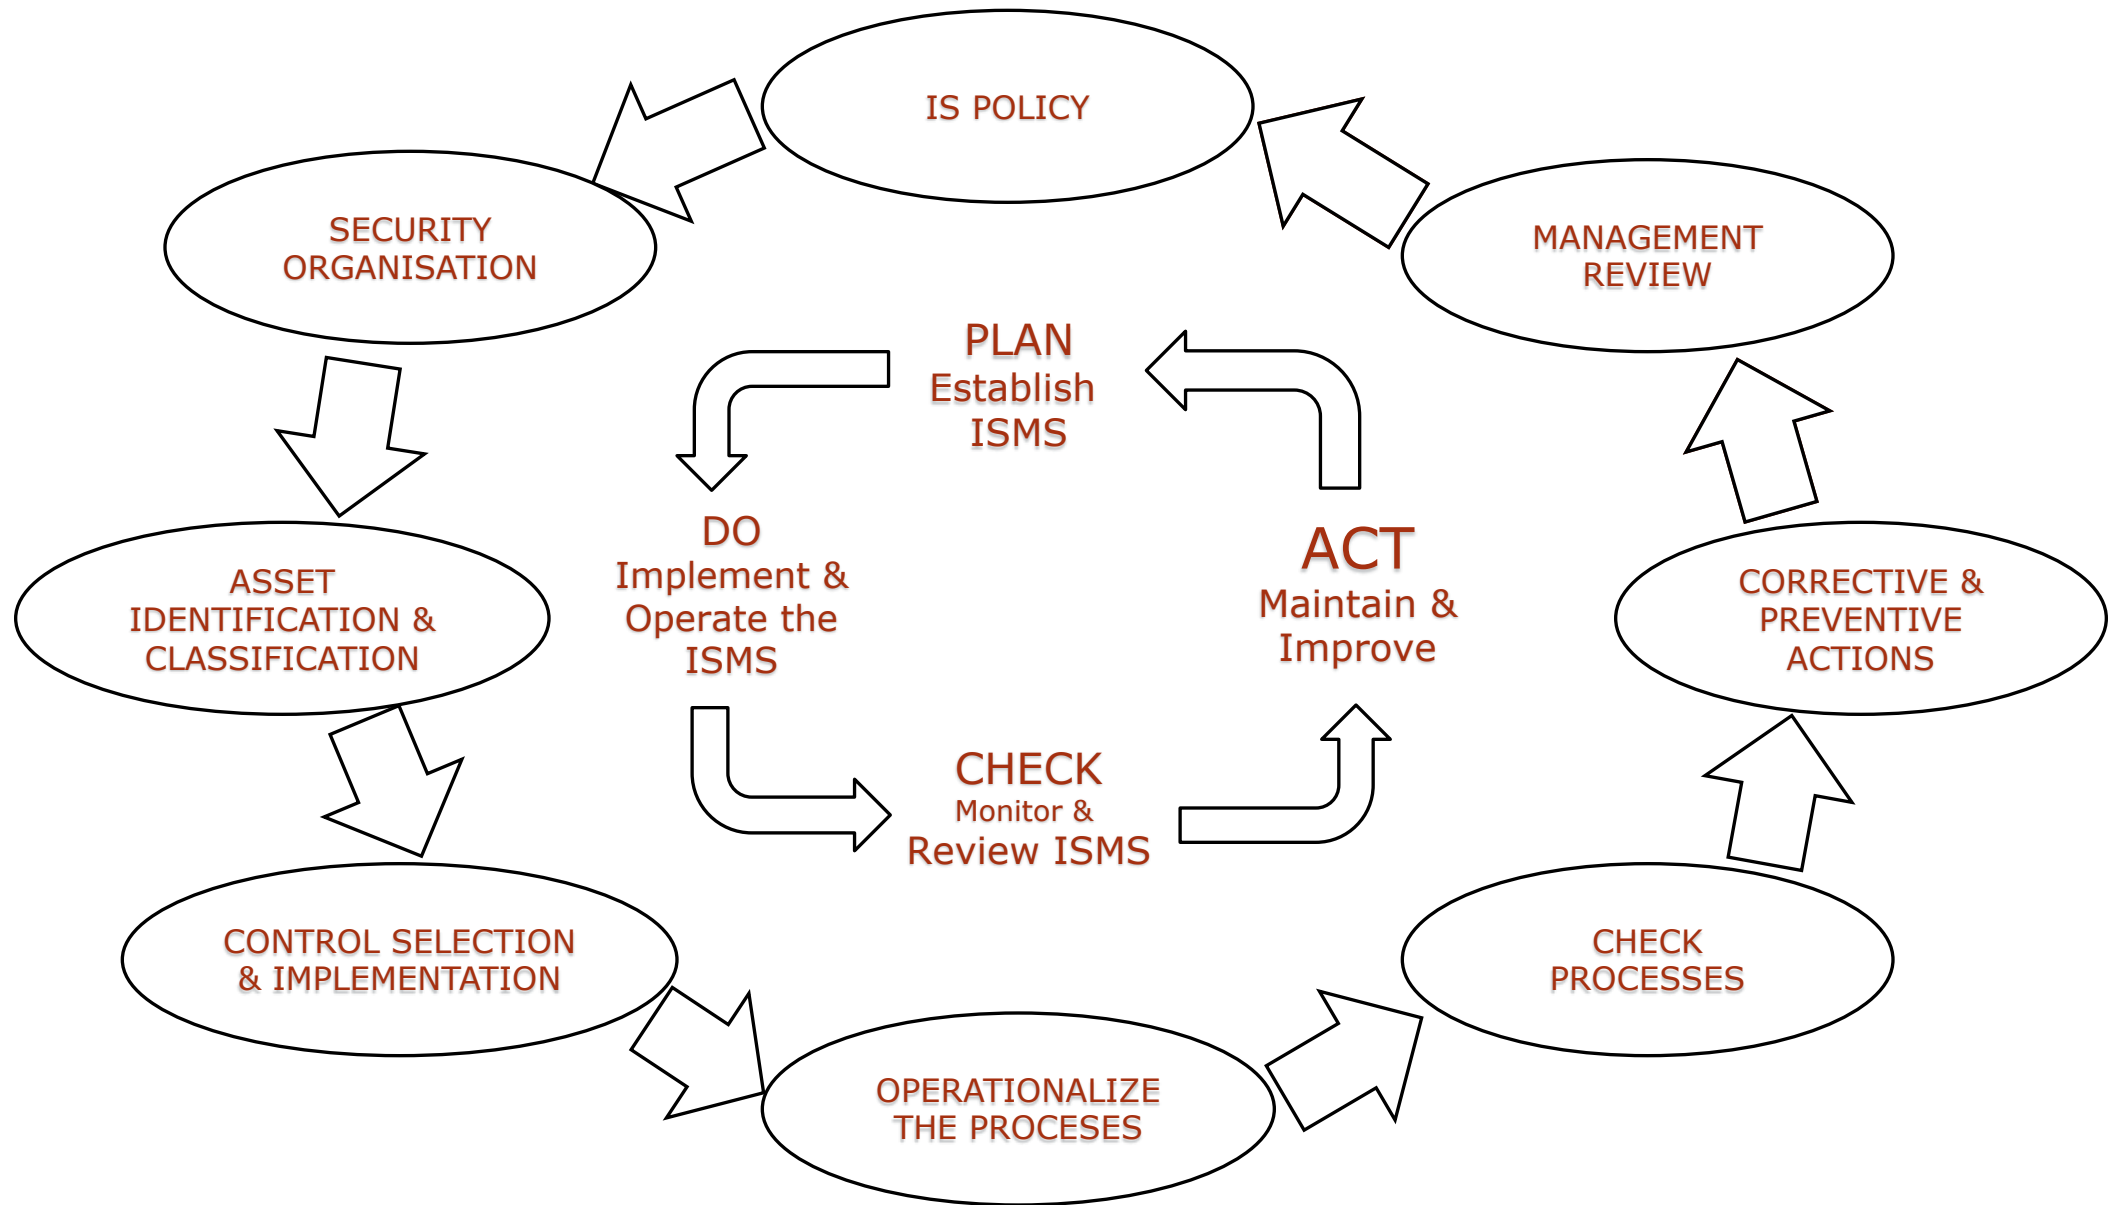 IS POLICY
SECURITY
ORGANISATION
MANAGEMENT
REVIEW
PLAN
Establish
ISMS
DO
Implement &
Operate the
ISMS
ACT
Maintain &
Improve
ASSET
IDENTIFICATION &
CLASSIFICATION
CORRECTIVE &
PREVENTIVE
ACTIONS
CHECK
Monitor &
Review ISMS
CONTROL SELECTION
& IMPLEMENTATION
CHECK
PROCESSES
OPERATIONALIZE
THE PROCESES